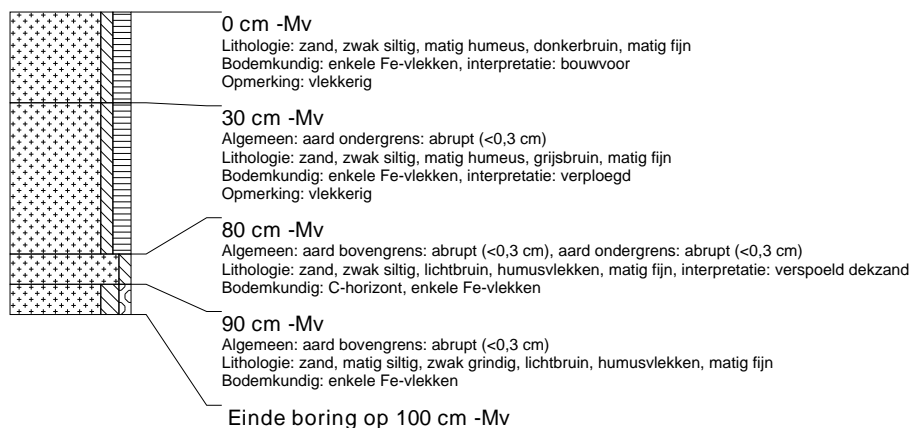 0 cm -Mv
Lithologie: zand, zwak siltig, matig humeus, donkerbruin, matig fijn
Bodemkundig: enkele Fe-vlekken, interpretatie: bouwvoor
Opmerking: vlekkerig
30 cm -Mv
Algemeen: aard ondergrens: abrupt (<0,3 cm)
Lithologie: zand, zwak siltig, matig humeus, grijsbruin, matig fijn
Bodemkundig: enkele Fe-vlekken, interpretatie: verploegd
Opmerking: vlekkerig
80 cm -Mv
Algemeen: aard bovengrens: abrupt (<0,3 cm), aard ondergrens: abrupt (<0,3 cm)
Lithologie: zand, zwak siltig, lichtbruin, humusvlekken, matig fijn, interpretatie: verspoeld dekzand
Bodemkundig: C-horizont, enkele Fe-vlekken
90 cm -Mv
Algemeen: aard bovengrens: abrupt (<0,3 cm)
Lithologie: zand, matig siltig, zwak grindig, lichtbruin, humusvlekken, matig fijn
Bodemkundig: enkele Fe-vlekken
Einde boring op 100 cm -Mv